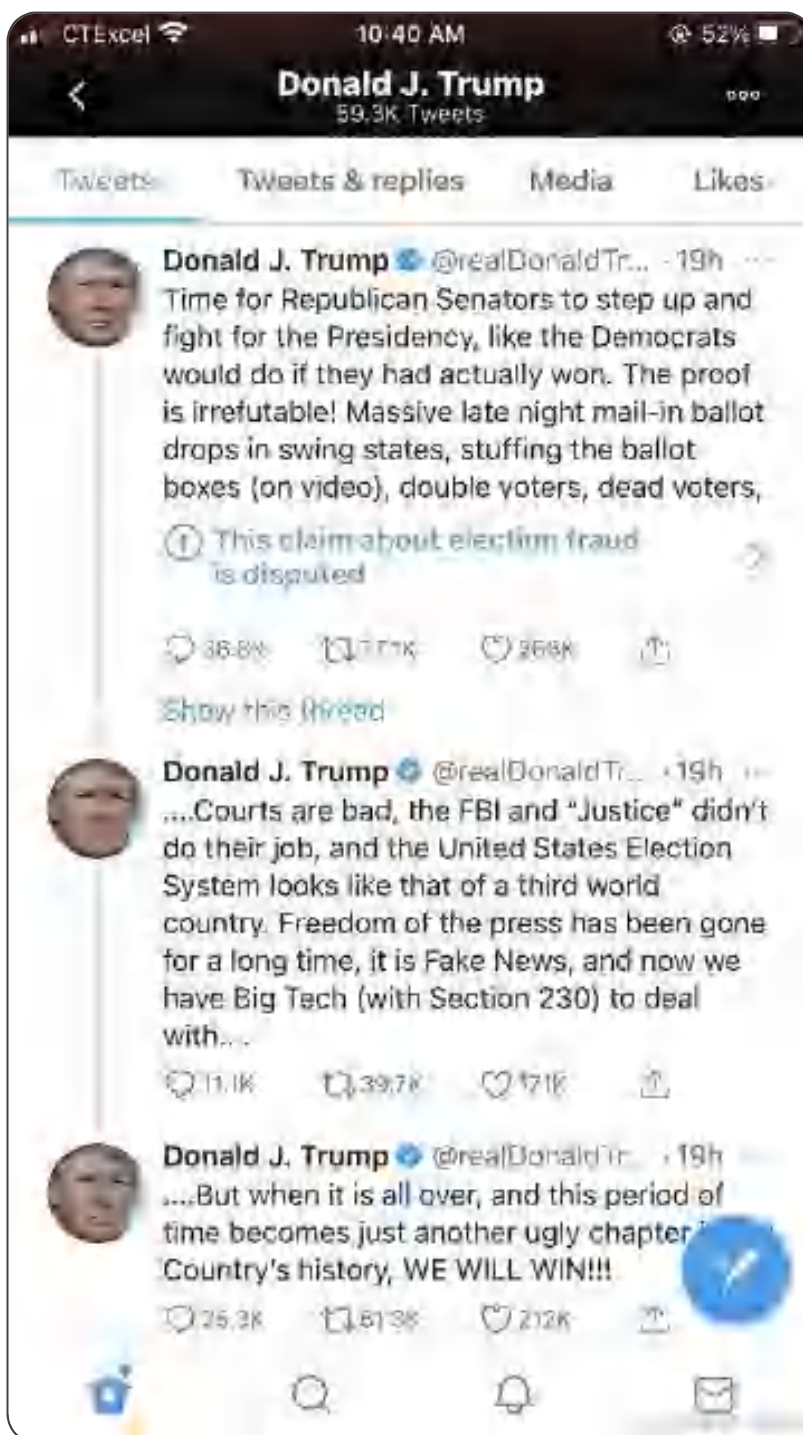 CTExcel 10:40 AM 52%
Donald J. Trump
59.3K Tweets
Tweets Tweets & replies Media Likes
Donald J. Trump @realDonaldTr... · 19h
Time for Republican Senators to step up and
fight for the Presidency, like the Democrats
would do if they had actually won. The proof
is irrefutable! Massive late night mail-in ballot
drops in swing states, stuffing the ballot
boxes (on video), double voters, dead voters,
This claim about election fraud
is disputed
Show this thread
Donald J. Trump @realDonaldTr... · 19h
....Courts are bad, the FBI and “Justice” didn’t
do their job, and the United States Election
System looks like that of a third world
country. Freedom of the press has been gone
for a long time, it is Fake News, and now we
have Big Tech (with Section 230) to deal
with....
11.1K 39.7K 171K
Donald J. Trump @realDonaldTr... · 19h
....But when it is all over, and this period of
time becomes just another ugly chapter
Country's history, WE WILL WIN!!!
25.3K 212K